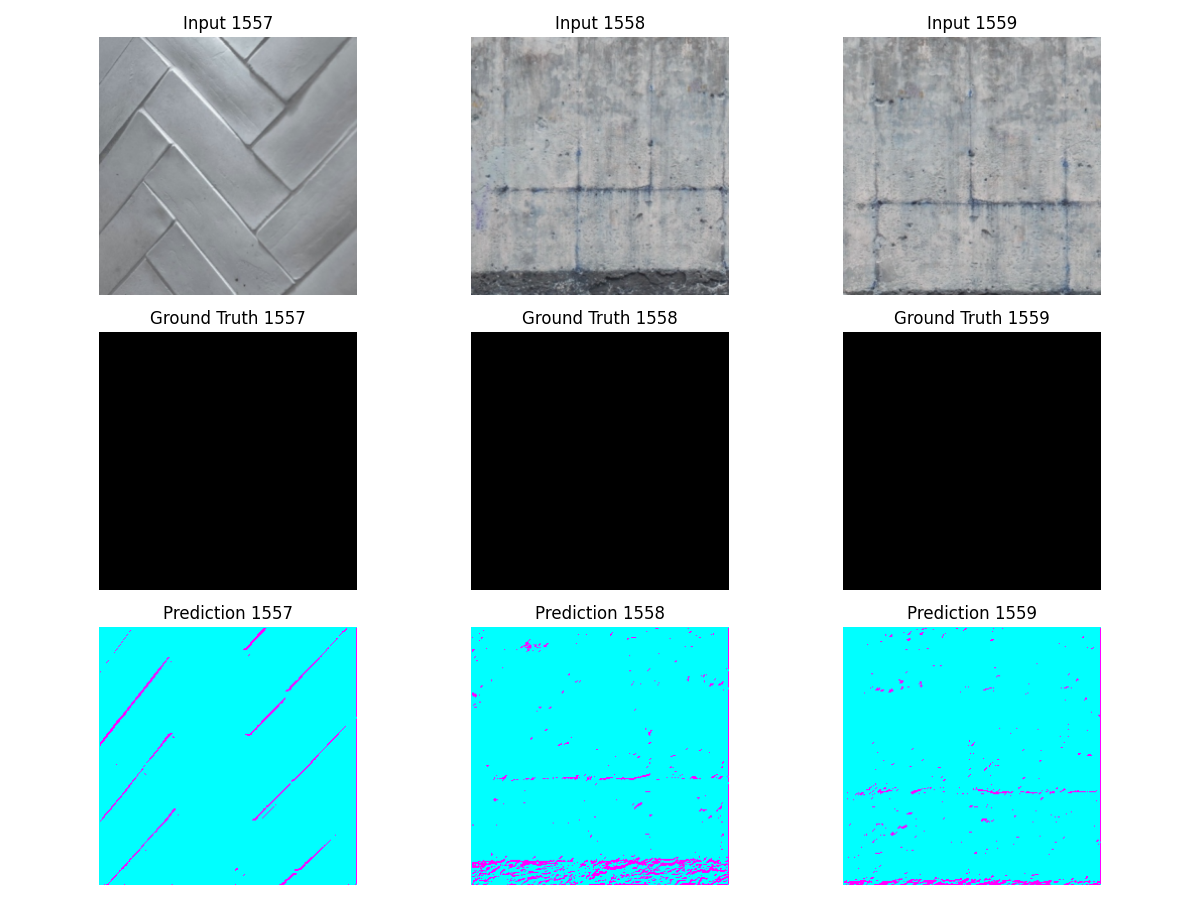 Input 1557
Input 1558
Input 1559
Ground Truth 1557
Ground Truth 1558
Ground Truth 1559
Prediction 1557
Prediction 1558
Prediction 1559